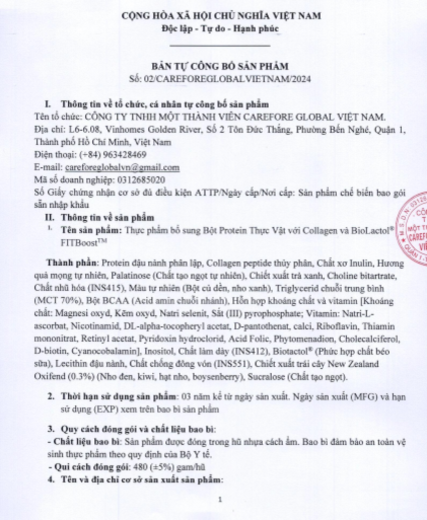 CỘNG HÒA XÃ HỘI CHỦ NGHĨA VIỆT NAM
Độc lập - Tự do - Hạnh phúc
BẢN TỰ CÔNG BỐ SẢN PHẨM
Số: 02/CAREFOREGLOBALVIETNAM/2024
I. Thông tin về tổ chức, cá nhân tự công bố sản phẩm
Tên tổ chức: CÔNG TY TNHH MỘT THÀNH VIÊN CAREFORE GLOBAL VIỆT NAM.
Địa chỉ: L6-6.08, Vinhomes Golden River, Số 2 Tôn Đức Thắng, Phường Bến Nghé, Quận 1,
Thành phố Hồ Chí Minh, Việt Nam
Điện thoại: (+84) 963428469
E-mail: careforeglobalvn@gmail.com
Mã số doanh nghiệp: 0312685020
Số Giấy chứng nhận cơ sở đủ điều kiện ATTP/Ngày cấp/Nơi cấp: Sản phẩm chế biến bao gói
sẵn nhập khẩu
II. Thông tin về sản phẩm
1. Tên sản phẩm: Thực phẩm bổ sung Bột Protein Thực Vật với Collagen và BioLactol®
FITBoost™
Thành phần: Protein đậu nành phân lập, Collagen peptide thủy phân, Chất xơ Inulin, Hương
quả mọng tự nhiên, Palatinose (Chất tạo ngọt tự nhiên), Chiết xuất trà xanh, Choline bitartrate,
Chất nhũ hóa (INS415), Màu tự nhiên (Bột củ dền, nho xanh), Triglycerid chuỗi trung bình
(MCT 70%), Bột BCAA (Acid amin chuỗi nhánh), Hỗn hợp khoáng chất và vitamin [Khoáng
chất: Magnesi oxyd, Kẽm oxyd, Natri selenit, Sắt (III) pyrophosphate; Vitamin: Natri-L-
ascorbat, Nicotinamid, DL-alpha-tocopheryl acetat, D-pantothenat, calci, Riboflavin, Thiamin
mononitrat, Retinyl acetat, Pyridoxin hydroclorid, Acid Folic, Phytomenadion, Cholecalciferol,
D-biotin, Cyanocobalamin], Inositol, Chất làm dày (INS412), Biotactol® (Phức hợp chất béo
sữa), Lecithin đậu nành, Chất chống đông vón (INS551), Chiết xuất trái cây New Zealand
Oxifend (0.3%) (Nho đen, kiwi, hạt nho, boysenberry), Sucralose (Chất tạo ngọt).
2. Thời hạn sử dụng sản phẩm: 03 năm kể từ ngày sản xuất. Ngày sản xuất (MFG) và hạn
sử dụng (EXP) xem trên bao bì sản phẩm
3. Quy cách đóng gói và chất liệu bao bì:
- Chất liệu bao bì: Sản phẩm được đóng trong hũ nhựa cách ẩm. Bao bì đảm bảo an toàn vệ
sinh thực phẩm theo quy định của Bộ Y tế.
- Qui cách đóng gói: 480 (±5%) gam/hũ
4. Tên và địa chỉ cơ sở sản xuất sản phẩm:
1